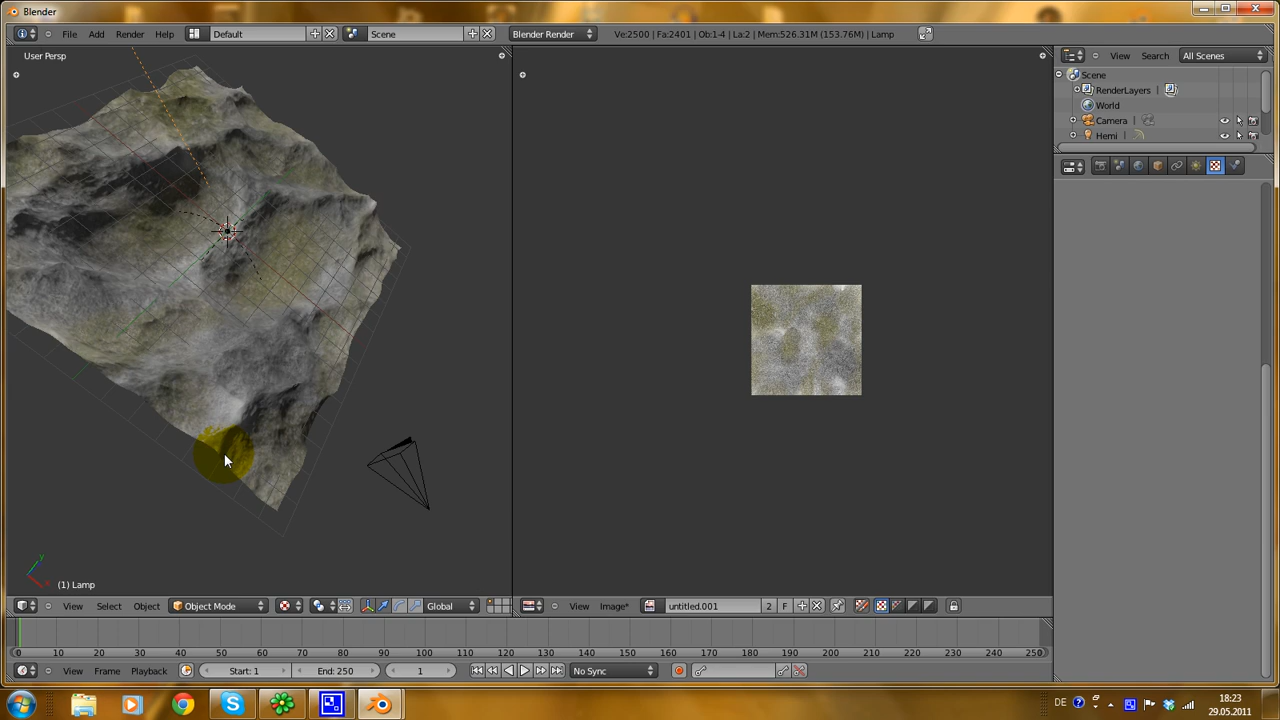 Blender
File Add Render Help Default Scene Blender Render Ve:2500 | Fa:2401 | Ob:1-4 | La:2 | Mem:526.31M (153.76M) | Lamp
User Persp
View Search All Scenes
Scene
RenderLayers |
World
Camera |
Hemi |
(1) Lamp
View Select Object Object Mode Global
View Image* untitled.001 2 F
0 10 20 30 40 50 60 70 80 90 100 110 120 130 140 150 160 170 180 190 200 210 220 230 240 250
View Frame Playback Start: 1 End: 250 1 No Sync
DE 18:23
29.05.2011